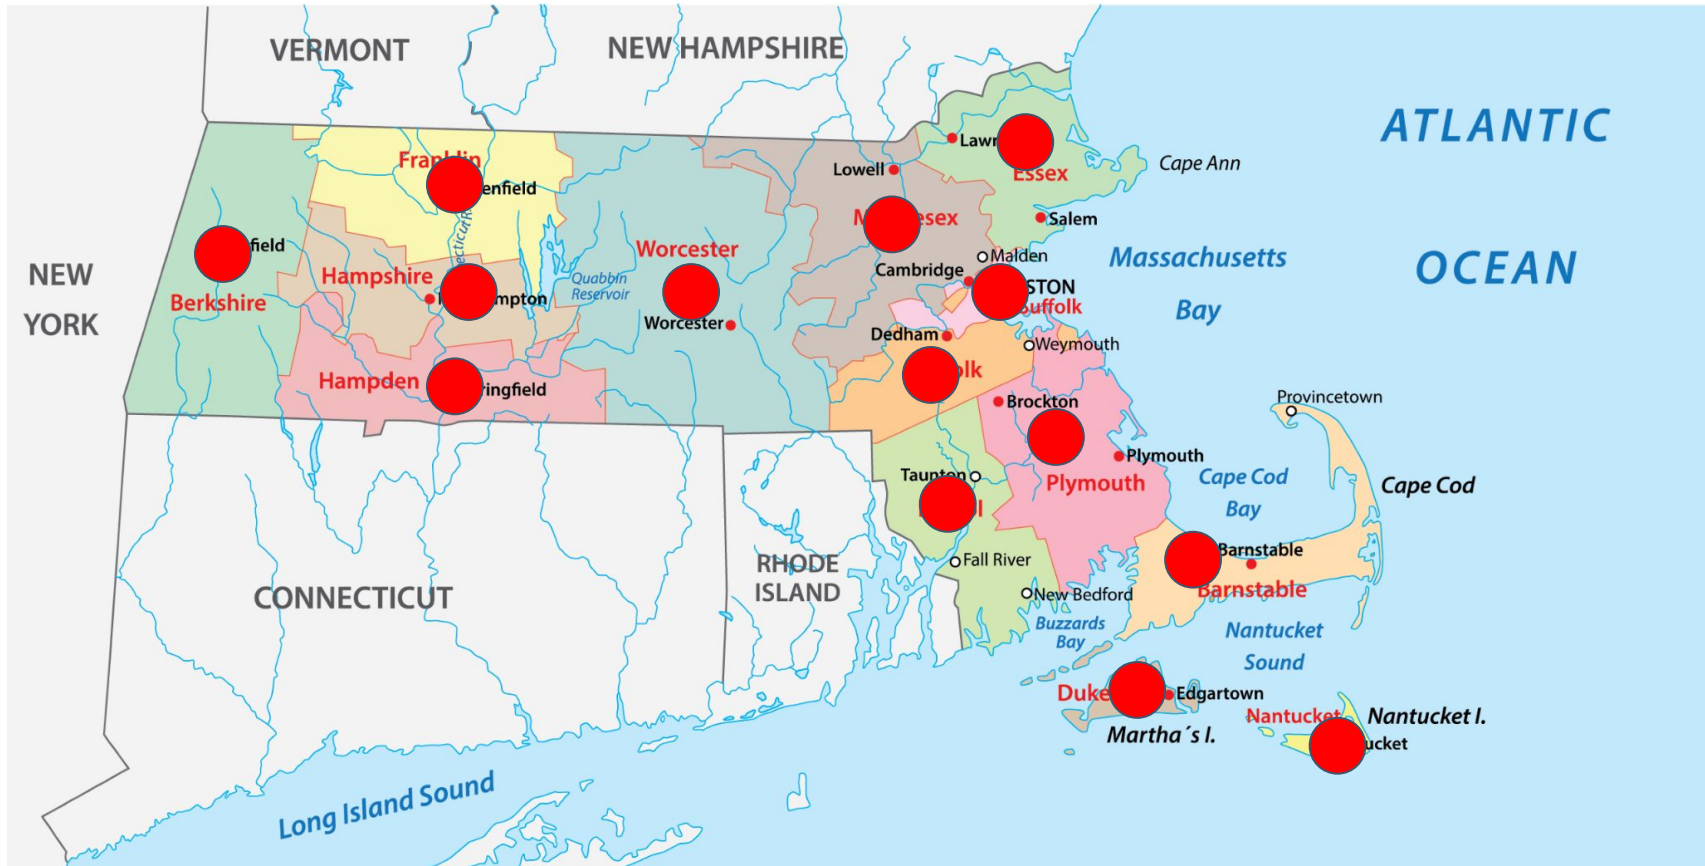 VERMONT
NEW HAMPSHIRE
ATLANTIC
OCEAN
Cape Ann
Essex
Lowell
Salem
Malden
Cambridge
Massachusetts
Bay
NEW
YORK
Berkshire
Franklin
Hampshire
Quabbin
Reservoir
Worcester
Worcester
Dedham
Weymouth
Hampden
Brockton
Plymouth
Plymouth
Taunton
Fall River
New Bedford
Buzzards
Bay
Provincetown
Cape Cod
Bay
Cape Cod
Barnstable
Barnstable
Nantucket
Sound
Edgartown
Martha´s I.
Nantucket
Nantucket I.
CONNECTICUT
RHODE
ISLAND
Long Island Sound